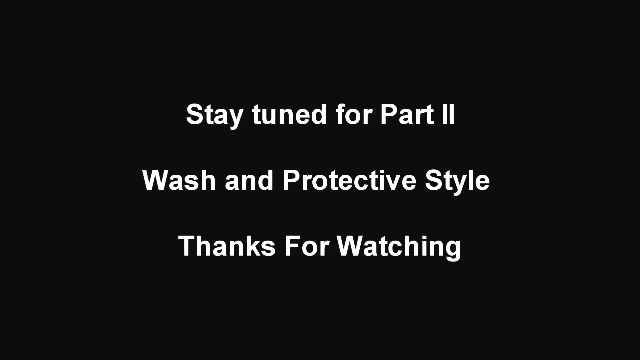 Stay tuned for Part II
Wash and Protective Style
Thanks For Watching